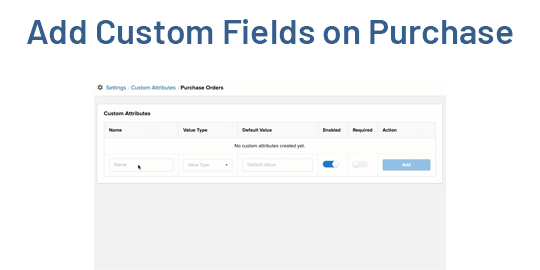 Add Custom Fields on Purchase
Settings / Custom Attributes / Purchase Orders
Custom Attributes
Name Value Type Default Value Enabled Required Action
No custom attributes created yet.
Name Value Type Default Value Add